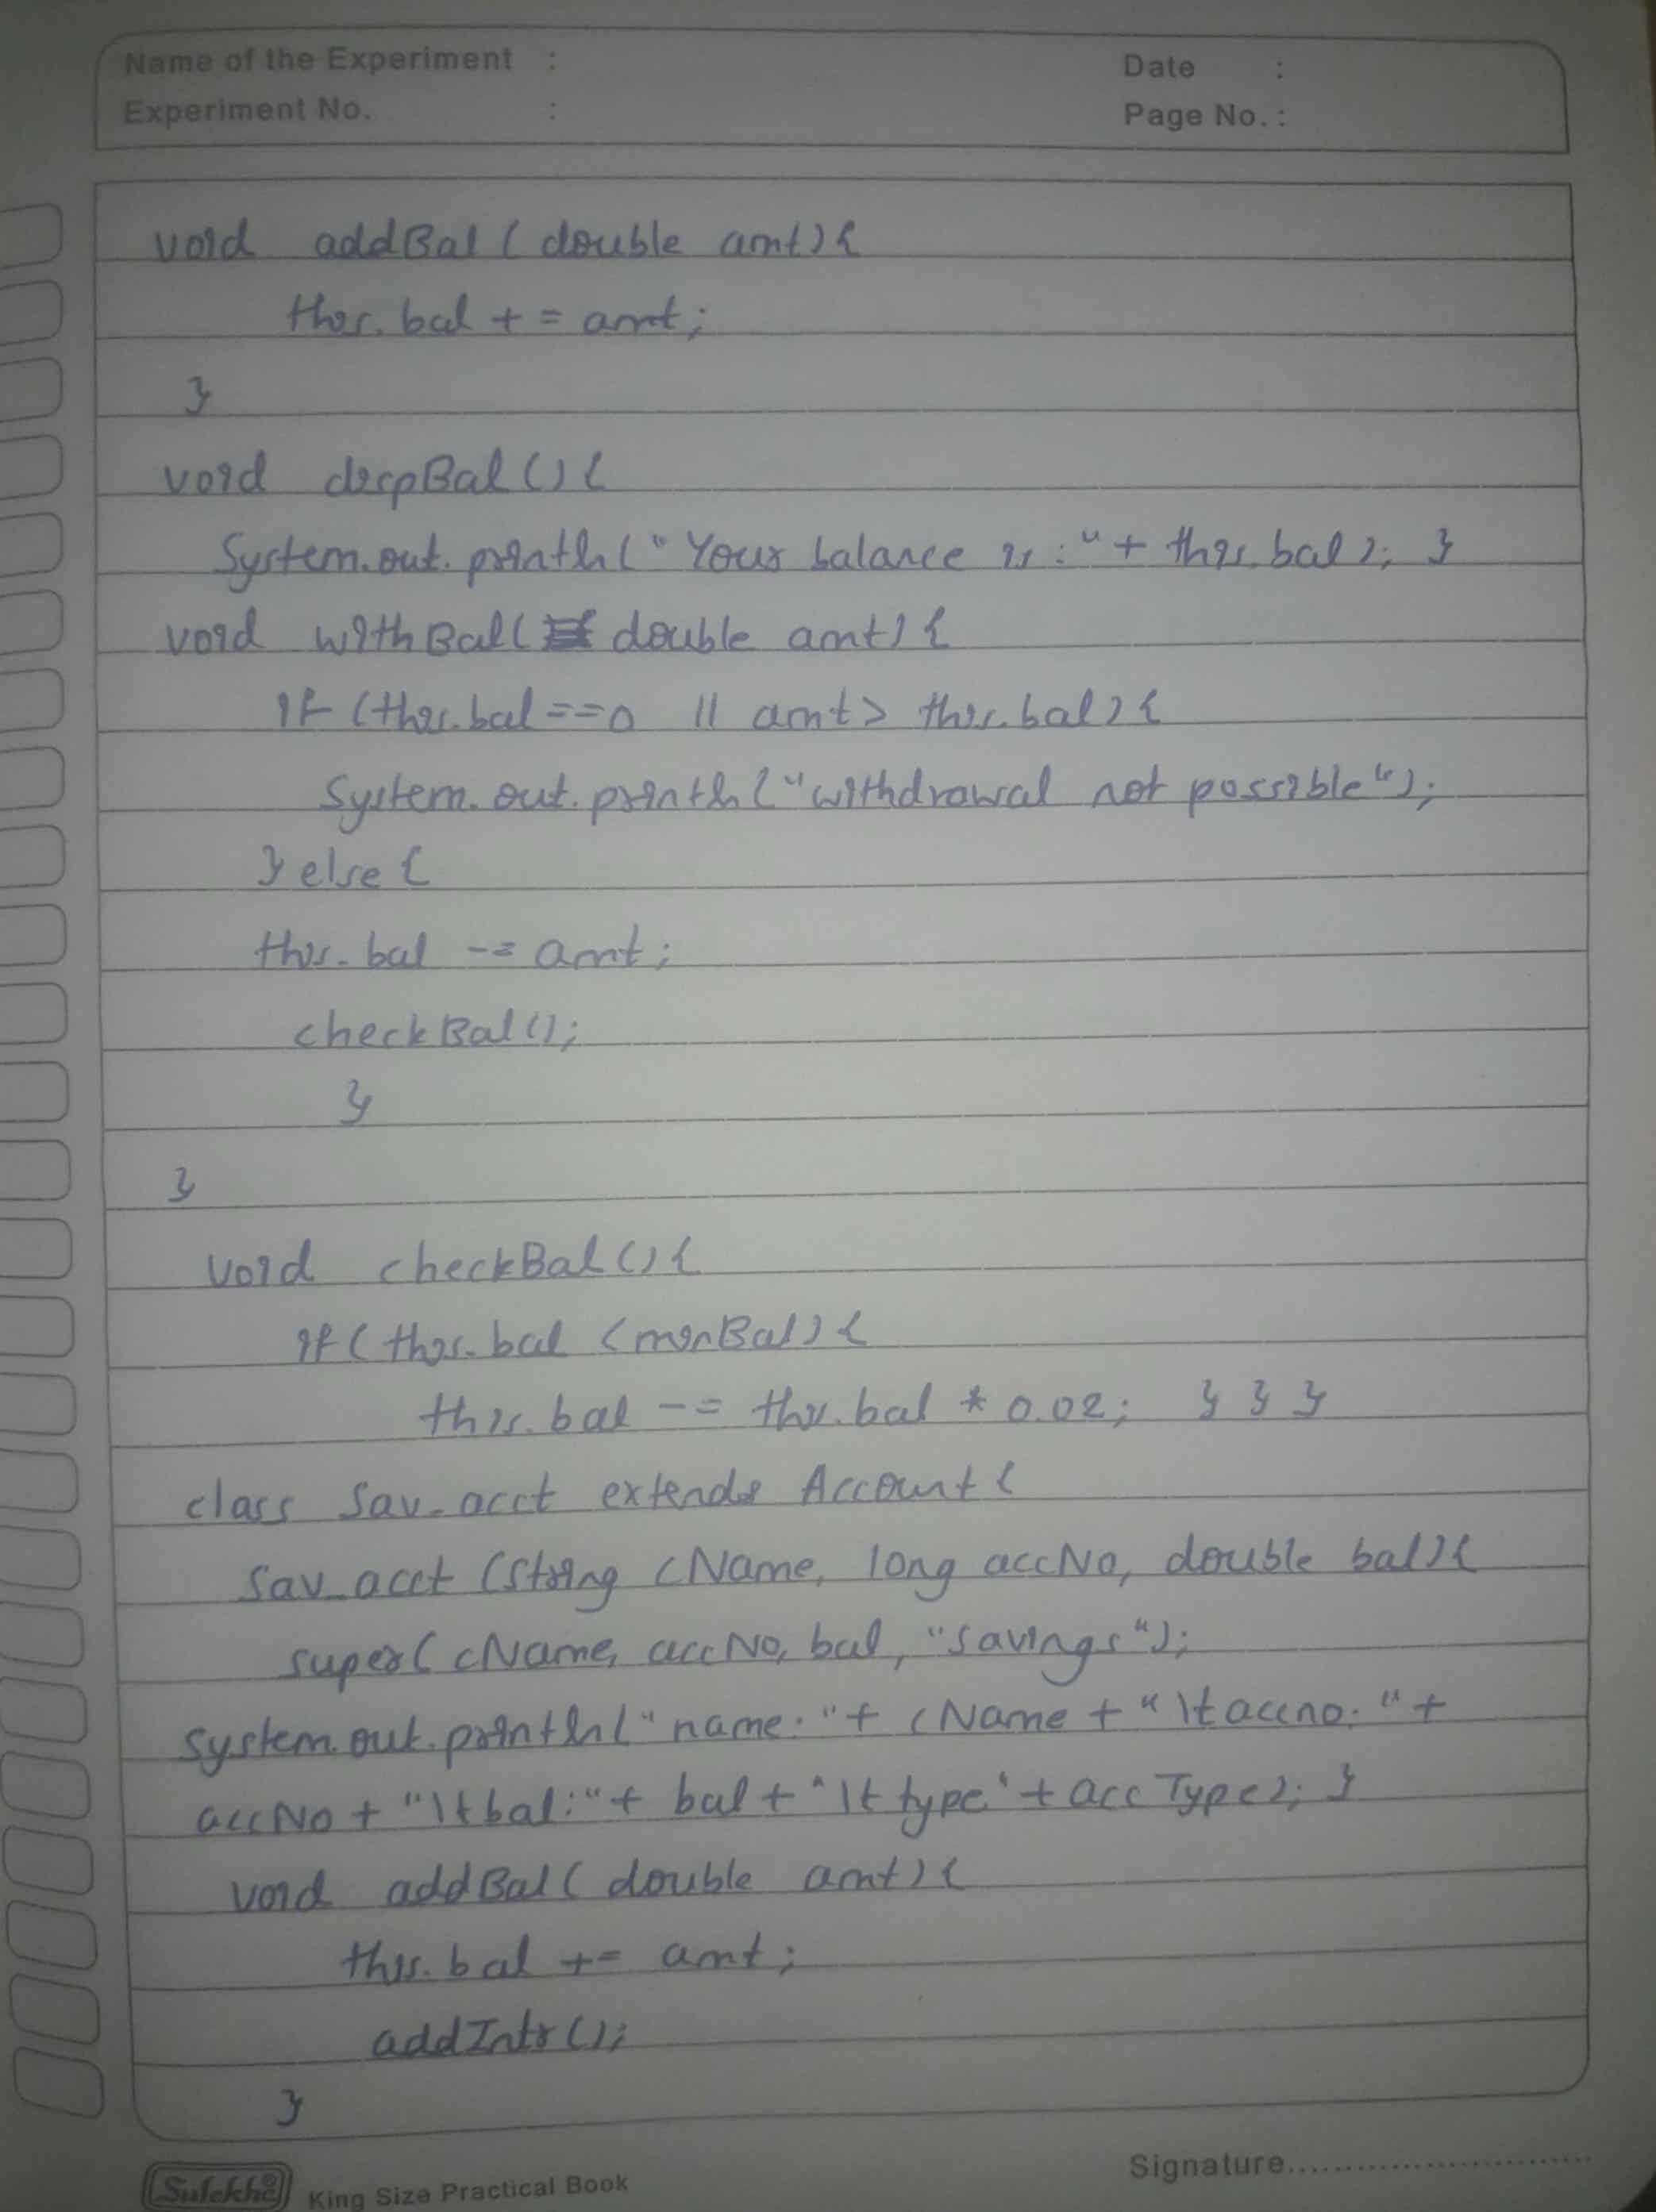 Name of the Experiment :
Date :
Experiment No. :
Page No. :
void addBal ( double amt) {
this. bal + = amt ;
}
void dispBal () {
System.out. println (" Your balance is : " + this. bal ); }
void withBal ( double amt) {
if (this.bal ==0 || amt > this. bal ) {
System. out. println ("withdrawal not possible");
} else {
this. bal -= amt ;
checkBal ();
}
}
void checkBal () {
if ( this. bal < minBal) {
this. bal -= this. bal * 0.02; } } }
class Sav_acct extends Account {
Sav_acct (String cName, long accNo, double bal) {
super( cName, accNo, bal, "savings");
System.out.println(" name: "+ cName + " \t accno: " +
accNo + "\t bal:"+ bal + "\t type" + accType); }
void addBal ( double amt) {
this. bal += amt ;
addIntr ();
}
Signature
Sulekha King Size Practical Book